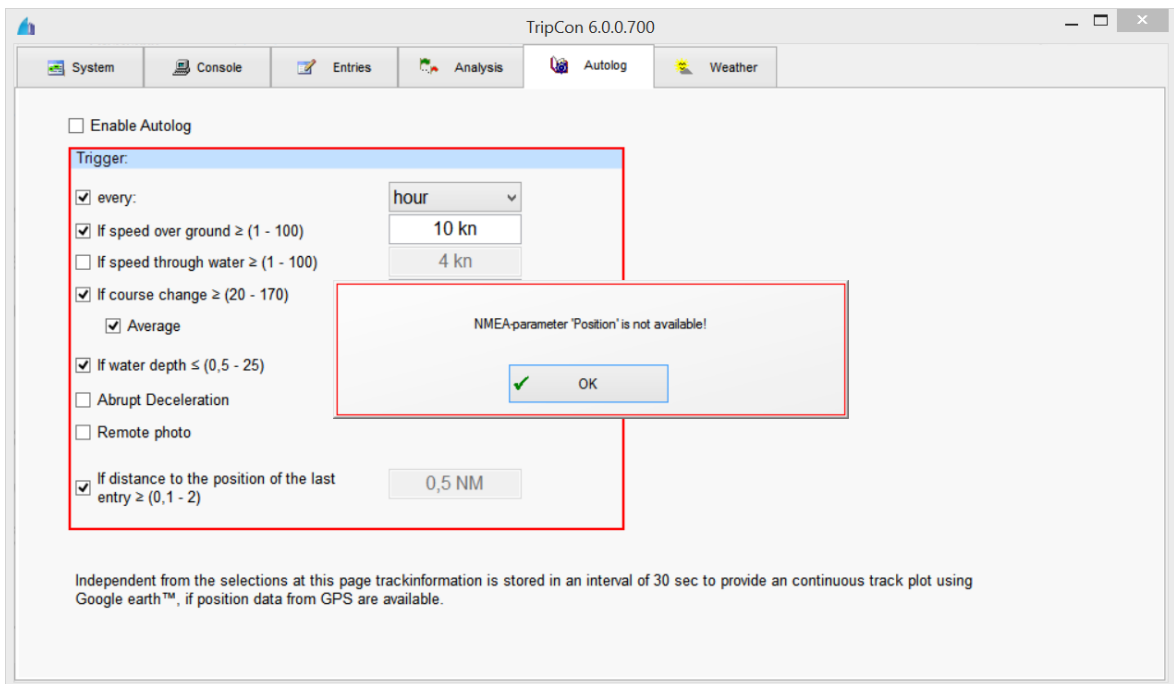 TripCon 6.0.0.700
System Console Entries Analysis Autolog Weather
Enable Autolog
Trigger:
every: hour
If speed over ground ≥ (1 - 100) 10 kn
If speed through water ≥ (1 - 100) 4 kn
If course change ≥ (20 - 170)
Average
NMEA-parameter 'Position' is not available!
OK
If water depth ≤ (0,5 - 25)
Abrupt Deceleration
Remote photo
If distance to the position of the last
entry ≥ (0,1 - 2)
0,5 NM
Independent from the selections at this page trackinformation is stored in an interval of 30 sec to provide an continuous track plot using
Google earth™, if position data from GPS are available.